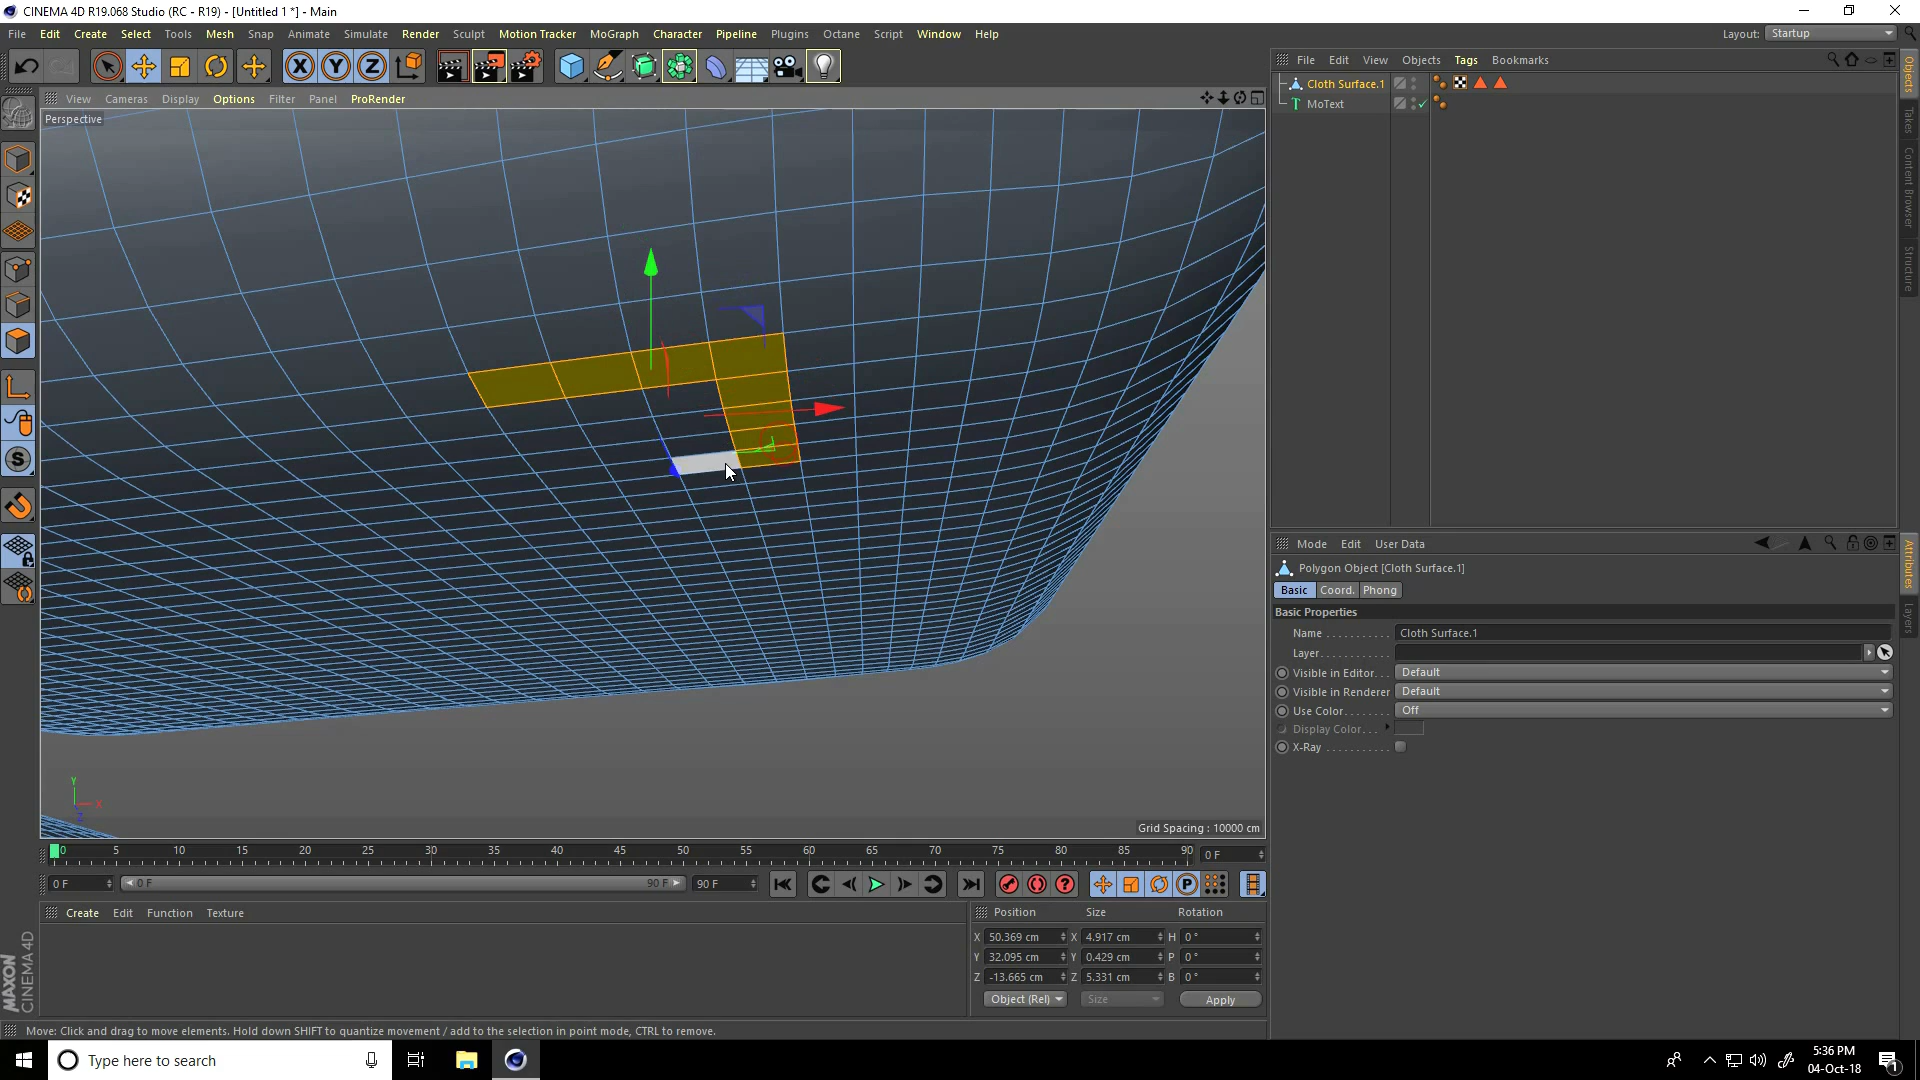 CINEMA 4D R19.068 Studio (RC - R19) - [Untitled 1 *] - Main
File Edit Create Select Tools Mesh Snap Animate Simulate Render Sculpt Motion Tracker MoGraph Character Pipeline Plugins Octane Script Window Help Layout: Startup
File Edit View Objects Tags Bookmarks
Cloth Surface.1
MoText
View Cameras Display Options Filter Panel ProRender
Perspective
Grid Spacing : 10000 cm
Y
X
Z
Objects
Takes
Content Browser
Structure
Mode Edit User Data
Polygon Object [Cloth Surface.1]
Basic Coord. Phong
Basic Properties
Name . . . . . . . . . . . Cloth Surface.1
Layer. . . . . . . . . . . .
Visible in Editor. . . Default
Visible in Renderer Default
Use Color. . . . . . . . Off
Display Color. . .
X-Ray . . . . . . . . . . .
Attributes
Layers
0 5 10 15 20 25 30 35 40 45 50 55 60 65 70 75 80 85 90 0 F
0 F 0 F 90 F 90 F
Create Edit Function Texture
Position Size Rotation
X 50.369 cm X 4.917 cm H 0 °
Y 32.095 cm Y 0.429 cm P 0 °
Z -13.665 cm Z 5.331 cm B 0 °
Object (Rel) Size Apply
MAXON
CINEMA 4D
Move: Click and drag to move elements. Hold down SHIFT to quantize movement / add to the selection in point mode, CTRL to remove.
Type here to search
5:36 PM
04-Oct-18
1